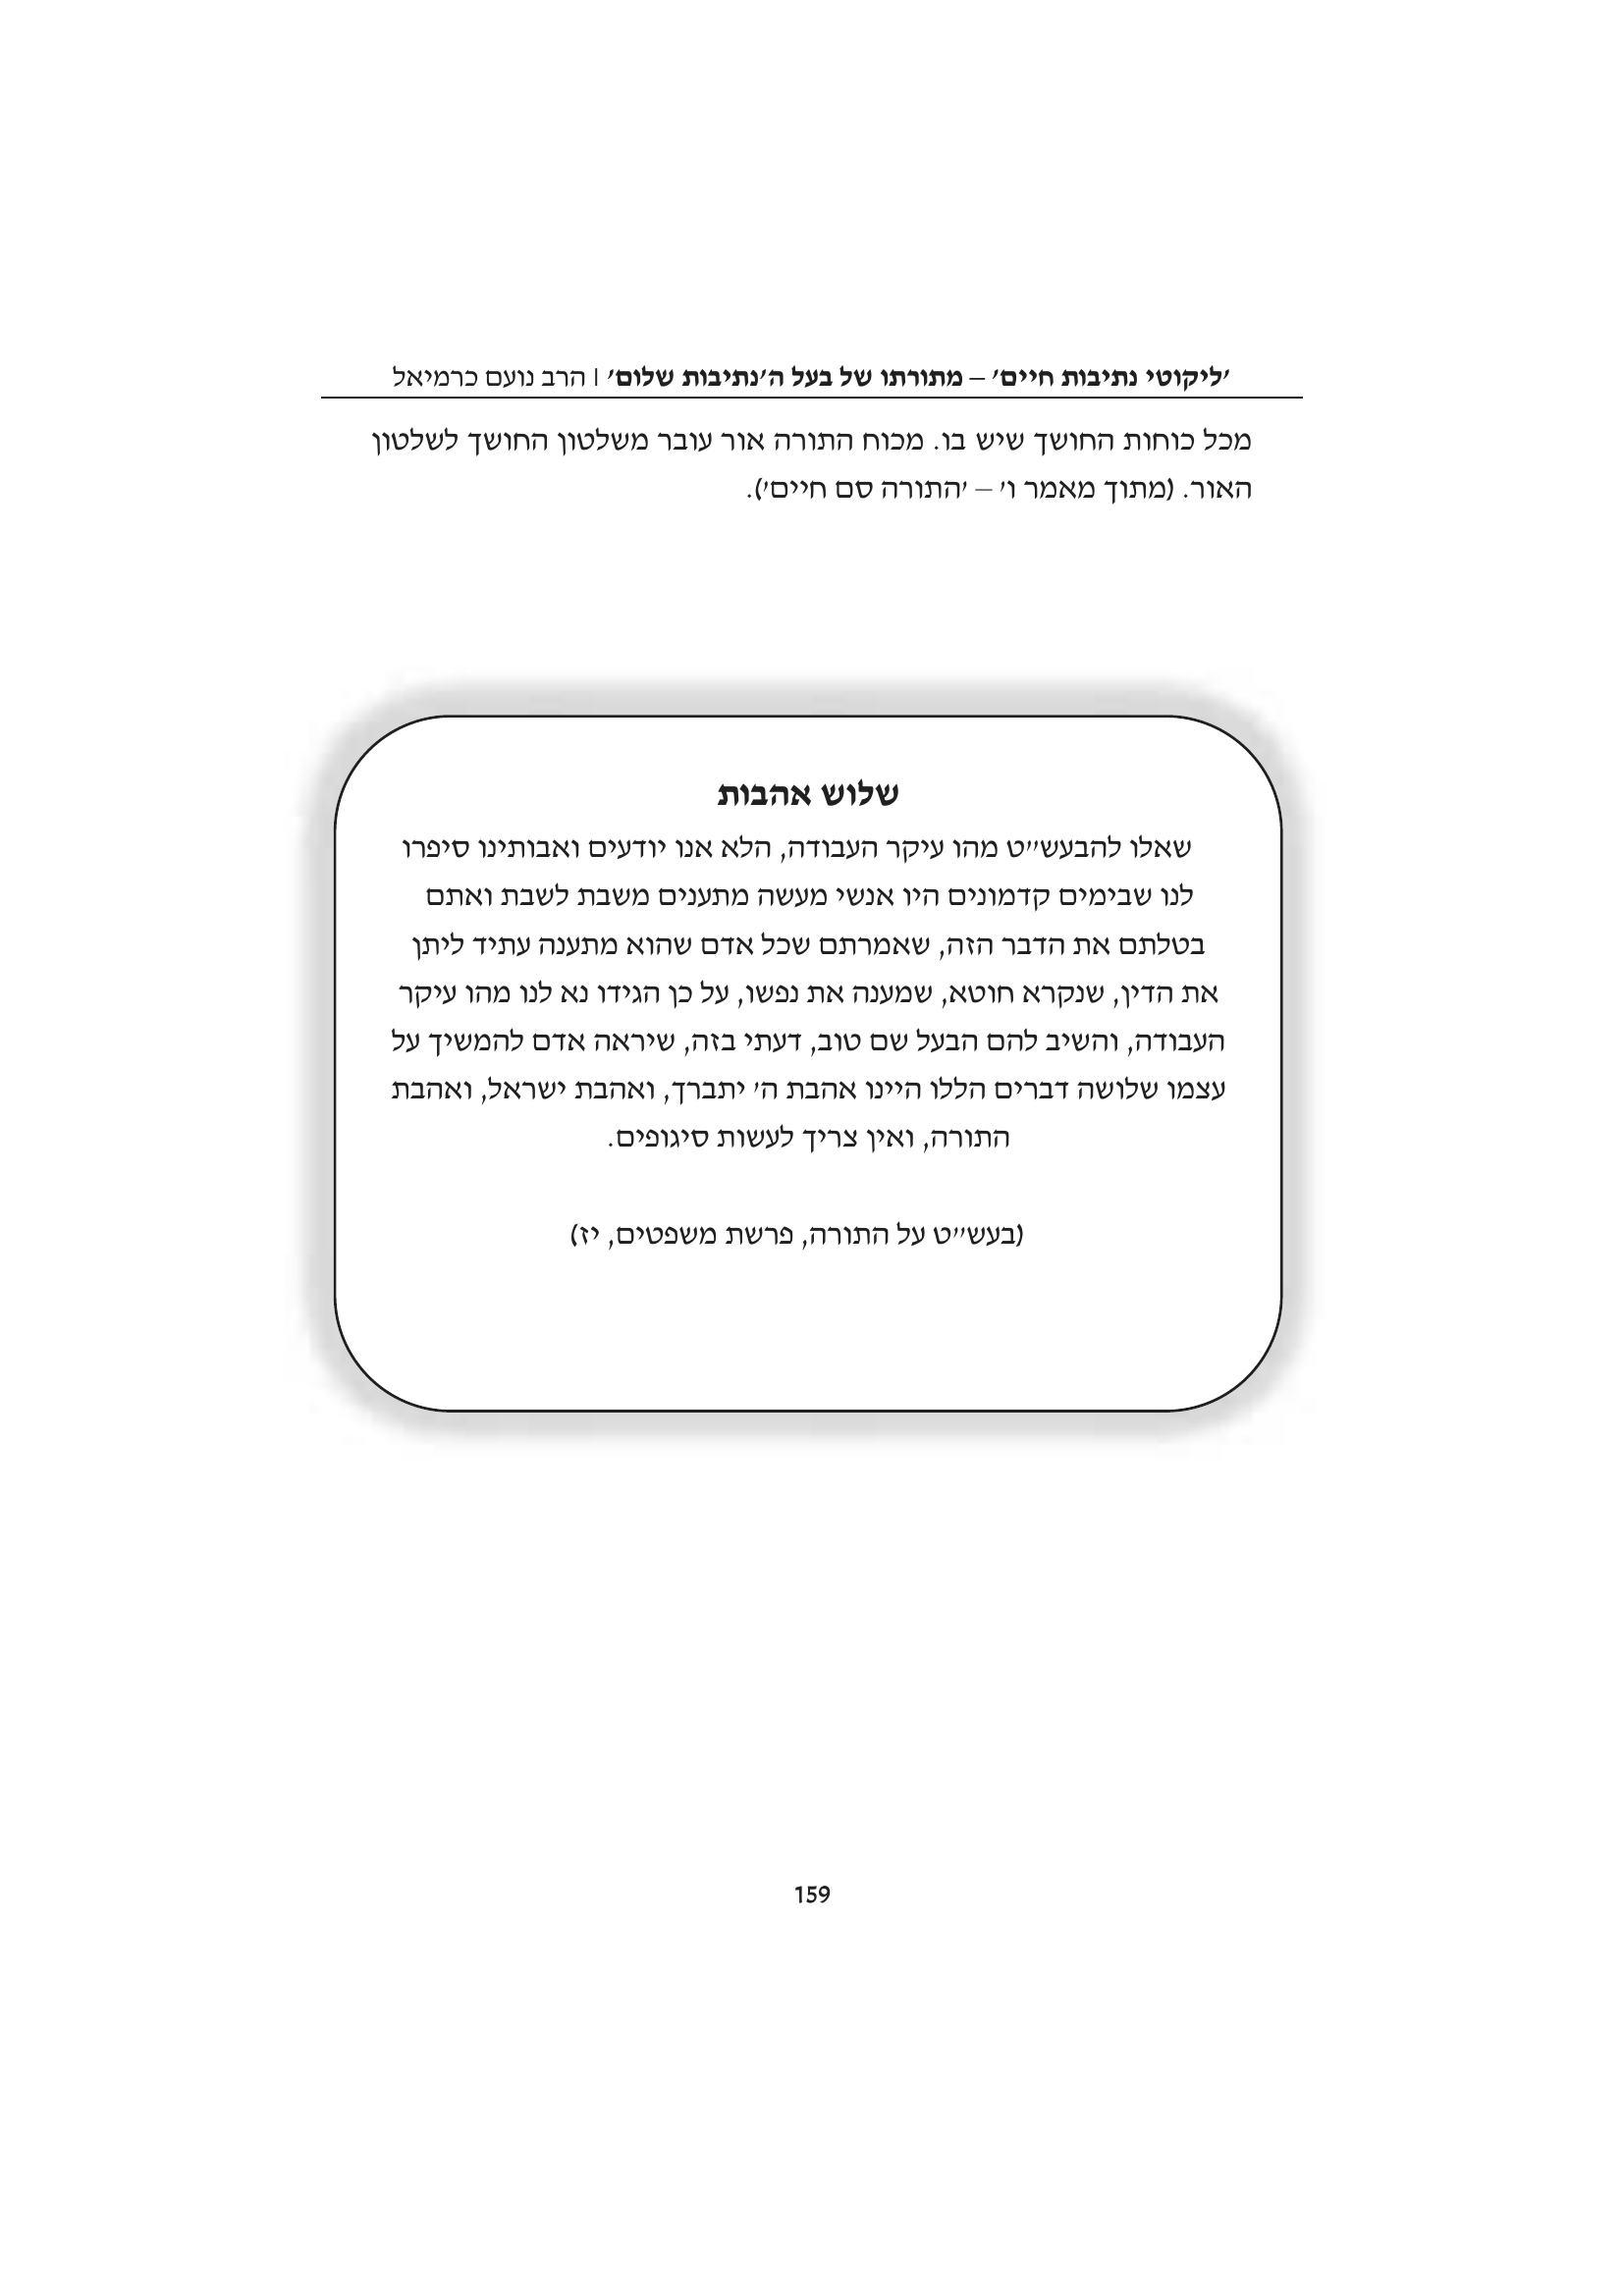 'ליקוטי נתיבות חיים' – מתורתו של בעל ה'נתיבות שלום' | הרב נועם כרמיאל
מכל כוחות החושך שיש בו. מכוח התורה אור עובר משלטון החושך לשלטון
האור. (מתוך מאמר ו' – 'התורה סם חיים').
שלוש אהבות
שאלו להבעש"ט מהו עיקר העבודה, הלא אנו יודעים ואבותינו סיפרו
לנו שבימים קדמונים היו אנשי מעשה מתענים משבת לשבת ואתם
בטלתם את הדבר הזה, שאמרתם שכל אדם שהוא מתענה עתיד ליתן
את הדין, שנקרא חוטא, שמענה את נפשו, על כן הגידו נא לנו מהו עיקר
העבודה, והשיב להם הבעל שם טוב, דעתי בזה, שיראה אדם להמשיך על
עצמו שלושה דברים הללו היינו אהבת ה' יתברך, ואהבת ישראל, ואהבת
התורה, ואין צריך לעשות סיגופים.
(בעש"ט על התורה, פרשת משפטים, יז)
159